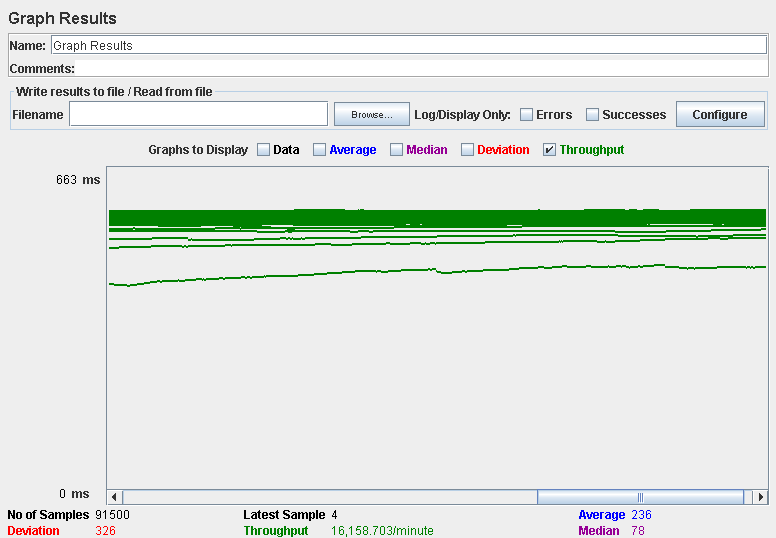 Graph Results
Name: Graph Results
Comments:
Write results to file / Read from file
Filename Browse... Log/Display Only: Errors Successes Configure
Graphs to Display Data Average Median Deviation Throughput
663 ms
0 ms
No of Samples 91500 Latest Sample 4 Average 236
Deviation 326 Throughput 16,158.703/minute Median 78